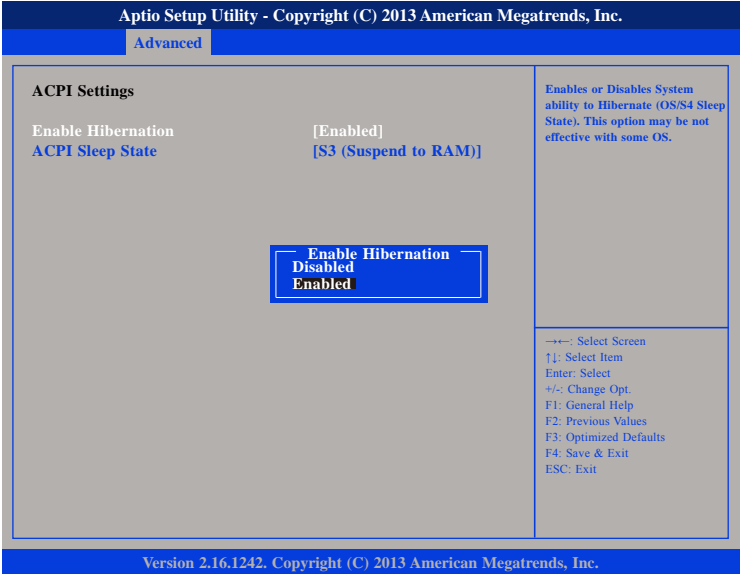 Aptio Setup Utility - Copyright (C) 2013 American Megatrends, Inc.
Advanced
ACPI Settings
Enable Hibernation [Enabled]
ACPI Sleep State [S3 (Suspend to RAM)]
Enable Hibernation
Disabled
Enabled
Enables or Disables System
ability to Hibernate (OS/S4 Sleep
State). This option may be not
effective with some OS.
→←: Select Screen
↑↓: Select Item
Enter: Select
+/-: Change Opt.
F1: General Help
F2: Previous Values
F3: Optimized Defaults
F4: Save & Exit
ESC: Exit
Version 2.16.1242. Copyright (C) 2013 American Megatrends, Inc.